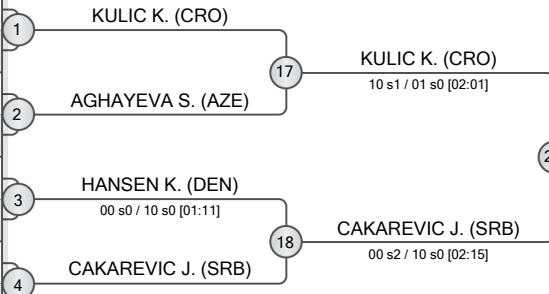 KULIC K. (CRO)
1
17
KULIC K. (CRO)
10 s1 / 01 s0 [02:01]
AGHAYEVA S. (AZE)
2
HANSEN K. (DEN)
3
00 s0 / 10 s0 [01:11]
18
CAKAREVIC J. (SRB)
00 s2 / 10 s0 [02:15]
CAKAREVIC J. (SRB)
4